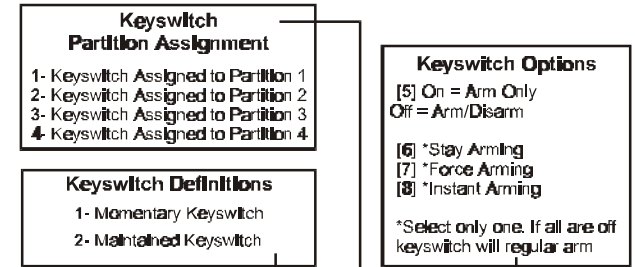 Keyswitch
Partition Assignment
1- Keyswitch Assigned to Partition 1
2- Keyswitch Assigned to Partition 2
3- Keyswitch Assigned to Partition 3
4- Keyswitch Assigned to Partition 4
Keyswitch Definitions
1- Momentary Keyswitch
2- Maintained Keyswitch
Keyswitch Options
[5] On = Arm Only
Off = Arm/Disarm
[6] *Stay Arming
[7] *Force Arming
[8] *Instant Arming
*Select only one. If all are off
keyswitch will regular arm